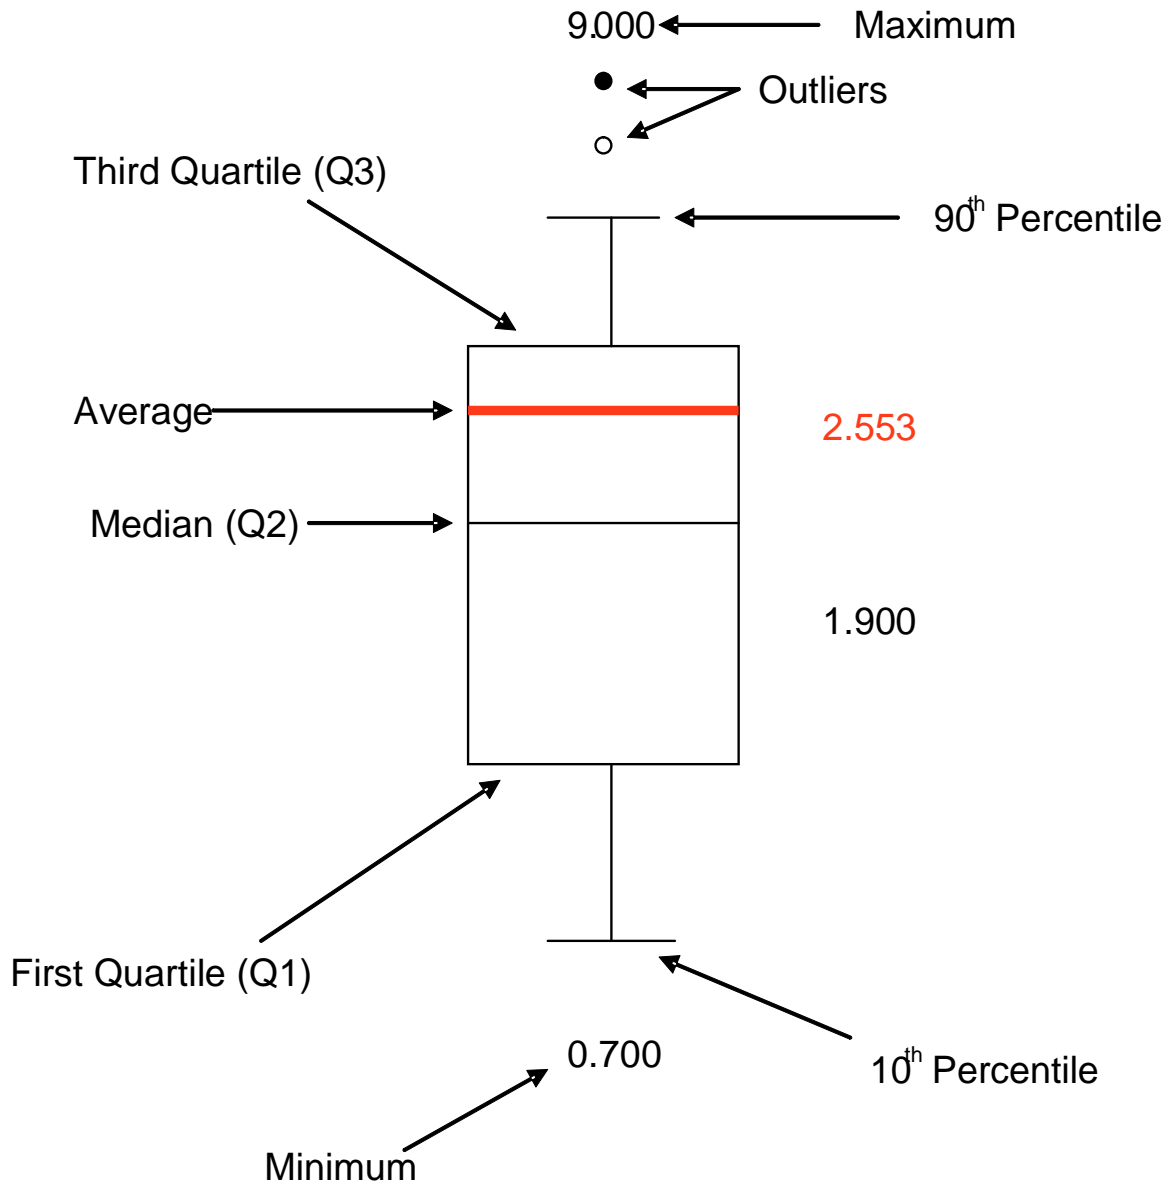 9.000 Maximum
Outliers
Third Quartile (Q3)
90th Percentile
Average
2.553
Median (Q2)
1.900
First Quartile (Q1)
0.700
10th Percentile
Minimum